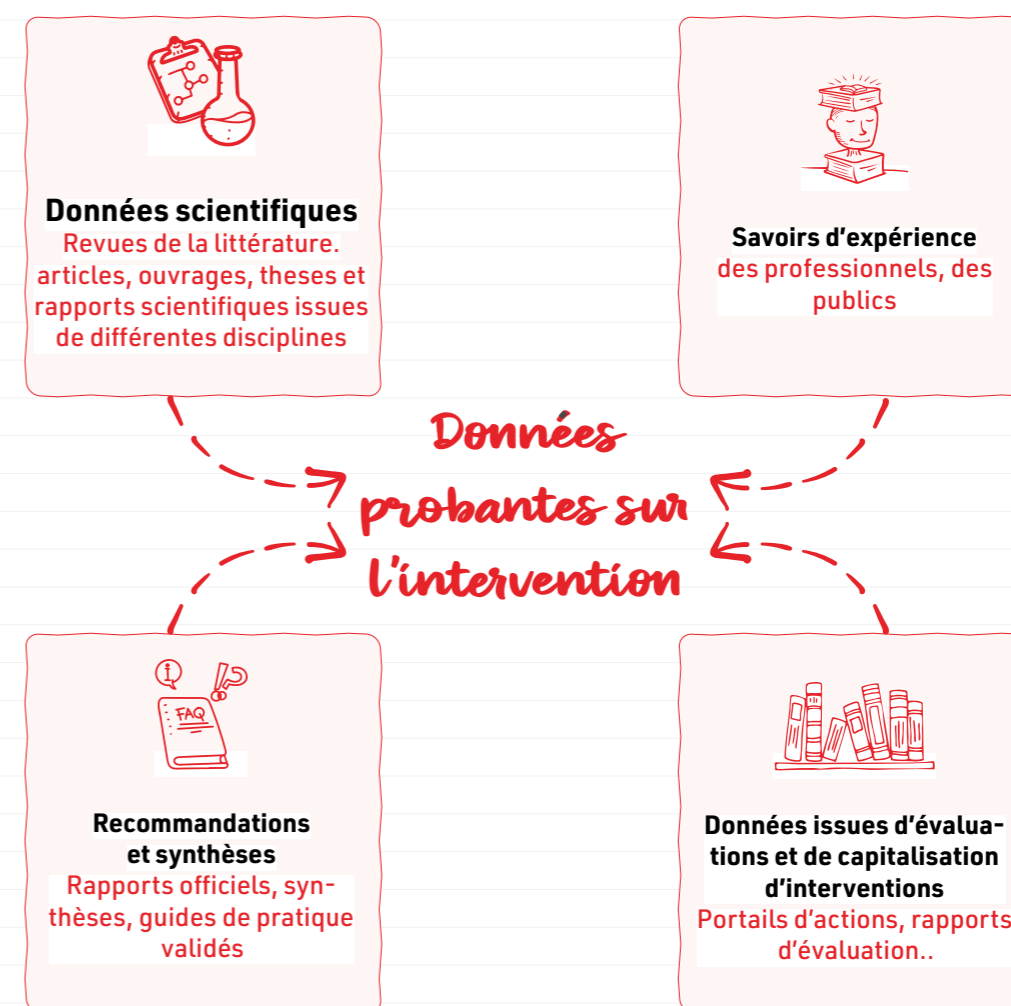 Données scientifiques
Revues de la littérature.
articles, ouvrages, theses et
rapports scientifiques issues
de différentes disciplines
Savoirs d'expérience
des professionnels, des
publics
Données
probantes sur
l'intervention
FAQ
Recommandations
et synthèses
Rapports officiels, syn-
thèses, guides de pratique
validés
Données issues d'évalua-
tions et de capitalisation
d'interventions
Portails d'actions, rapports
d'évaluation..